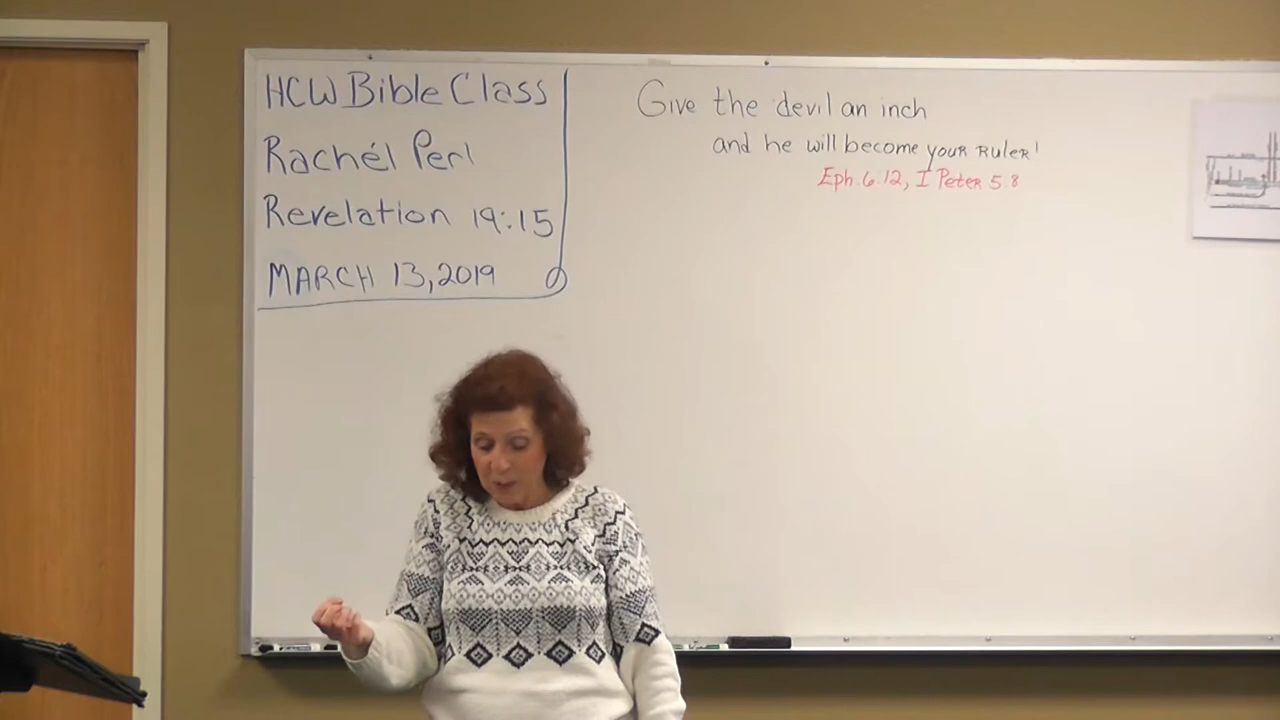 HCW Bible Class
Rachél Perl
Revelation 19:15
MARCH 13, 2019
Give the devil an inch
and he will become your RULER!
Eph. 6.12, I Peter 5.8